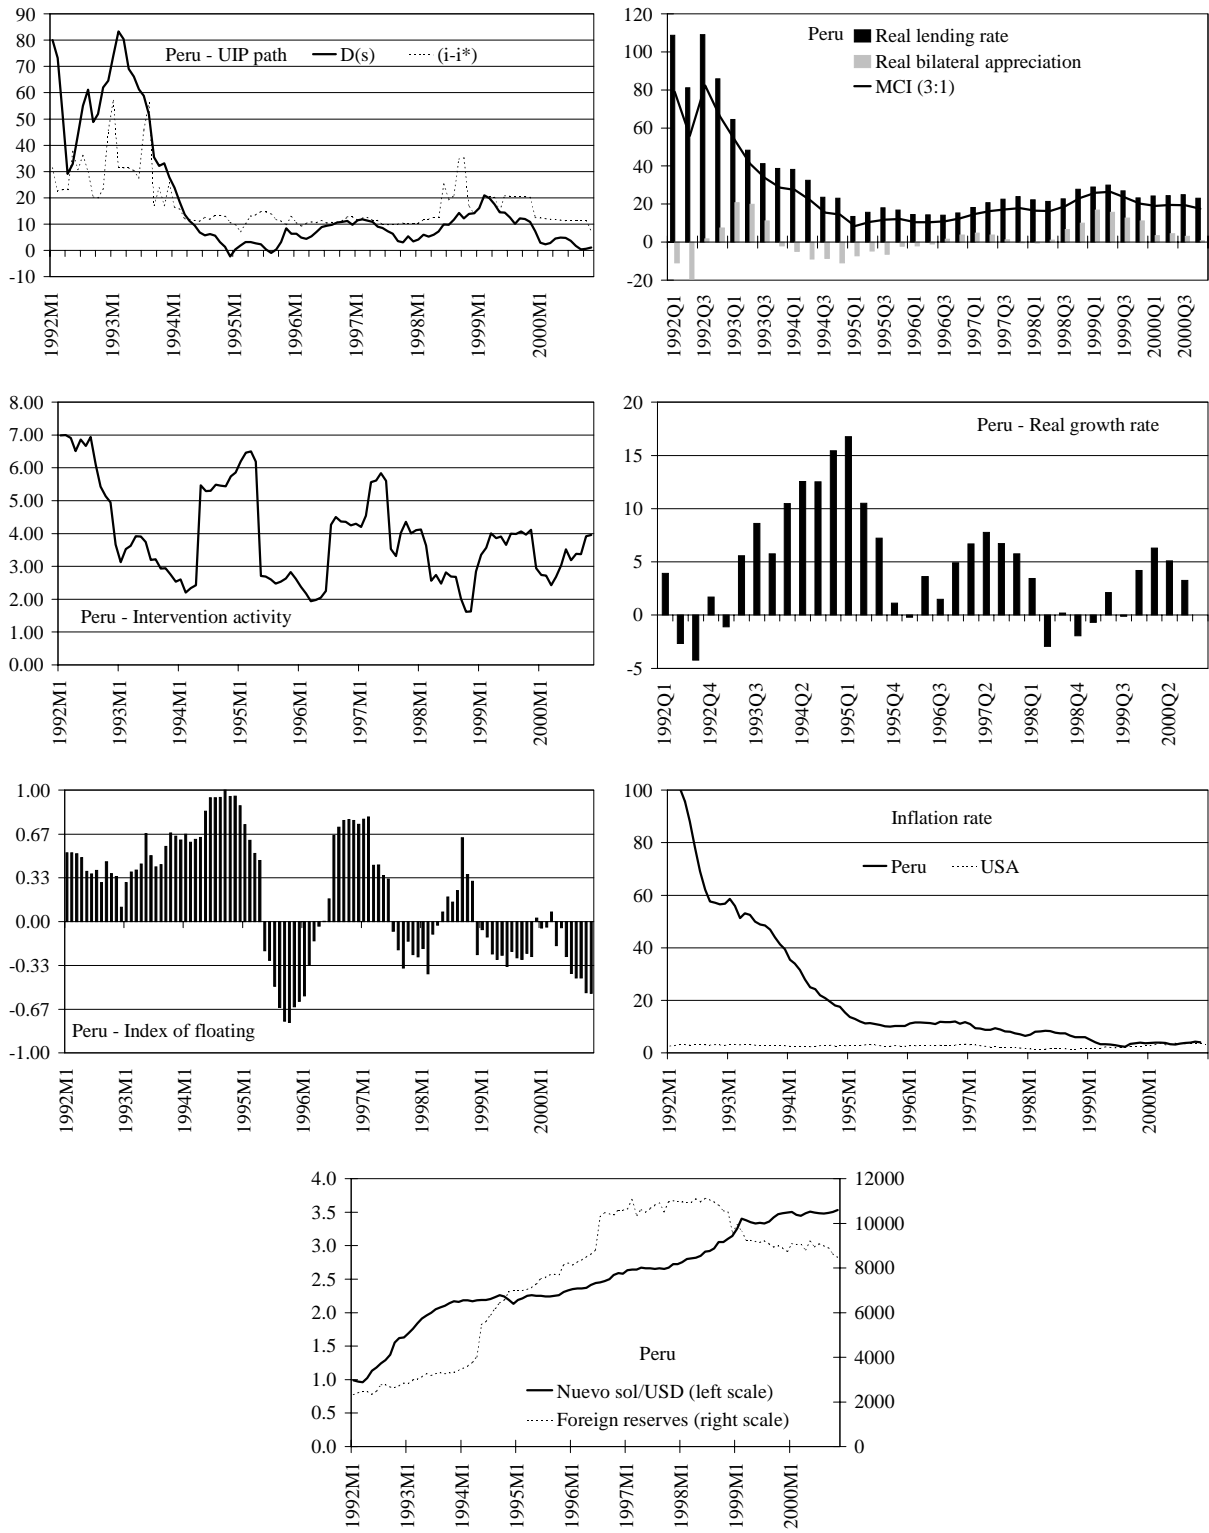 Peru - UIP path D(s) (i-i*)
90
80
70
60
50
40
30
20
10
0
-10
1992M1 1993M1 1994M1 1995M1 1996M1 1997M1 1998M1 1999M1 2000M1
Peru Real lending rate
Real bilateral appreciation
MCI (3:1)
120
100
80
60
40
20
0
-20
1992Q1 1992Q3 1993Q1 1993Q3 1994Q1 1994Q3 1995Q1 1995Q3 1996Q1 1996Q3 1997Q1 1997Q3 1998Q1 1998Q3 1999Q1 1999Q3 2000Q1 2000Q3
8.00
7.00
6.00
5.00
4.00
3.00
2.00
1.00
0.00
Peru - Intervention activity
1992M1 1993M1 1994M1 1995M1 1996M1 1997M1 1998M1 1999M1 2000M1
Peru - Real growth rate
20
15
10
5
0
-5
1992Q1 1992Q4 1993Q3 1994Q2 1995Q1 1995Q4 1996Q3 1997Q2 1998Q1 1998Q4 1999Q3 2000Q2
1.00
0.67
0.33
0.00
-0.33
-0.67
-1.00
Peru - Index of floating
1992M1 1993M1 1994M1 1995M1 1996M1 1997M1 1998M1 1999M1 2000M1
Inflation rate
Peru USA
100
80
60
40
20
0
1992M1 1993M1 1994M1 1995M1 1996M1 1997M1 1998M1 1999M1 2000M1
4.0 12000
3.5 10000
3.0
2.5 8000
2.0 6000
1.5
1.0 4000
0.5 2000
0.0 0
Peru
Nuevo sol/USD (left scale)
Foreign reserves (right scale)
1992M1 1993M1 1994M1 1995M1 1996M1 1997M1 1998M1 1999M1 2000M1